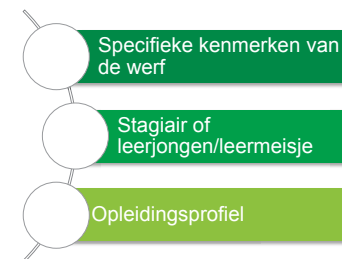 Specifieke kenmerken van
de werf
Stagiair of
leerjongen/leermeisje
Opleidingsprofiel